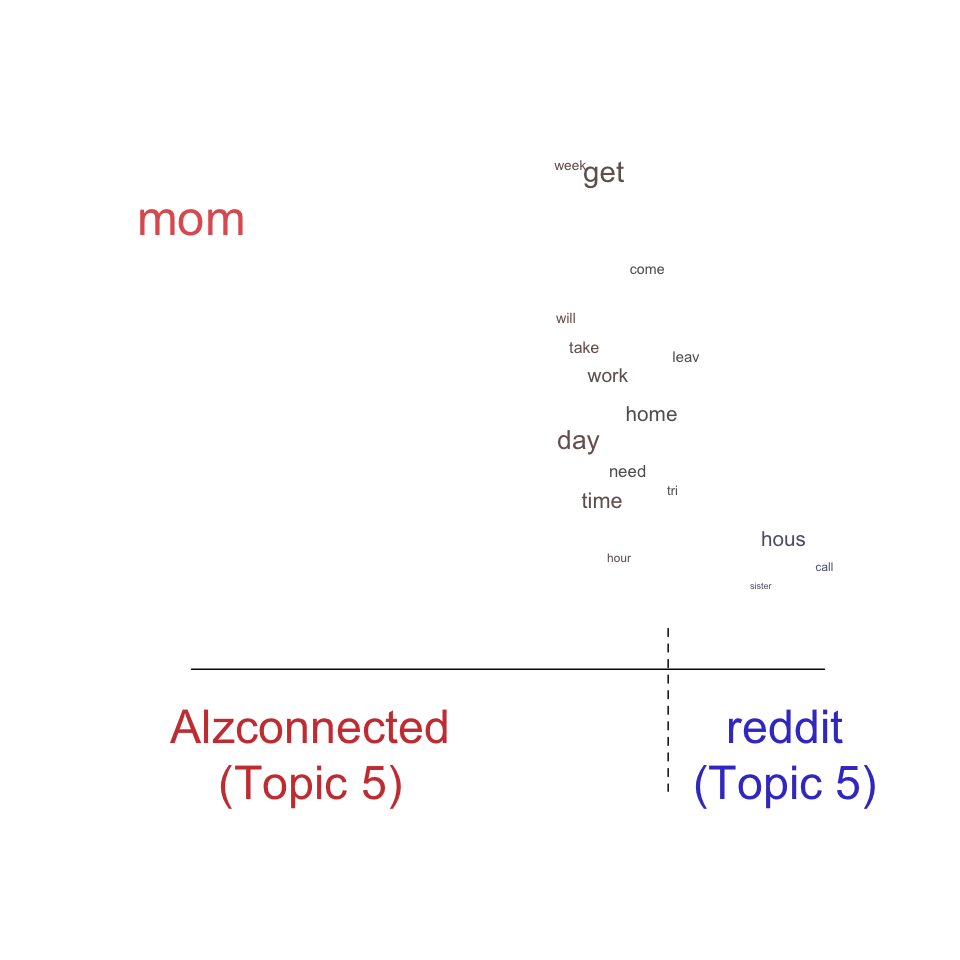 week
get
mom
come
will
take
leav
work
home
day
need
tri
time
hous
hour
call
sister
Alzconnected
(Topic 5)
reddit
(Topic 5)